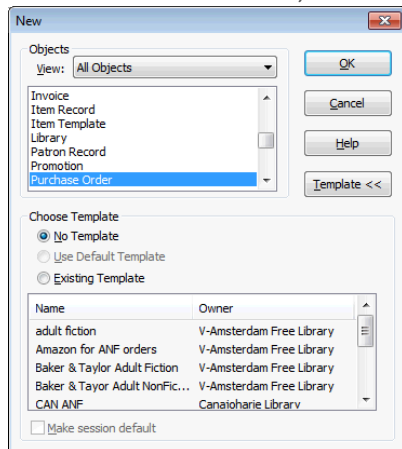 New
Objects
View: All Objects
OK
Invoice
Item Record
Item Template
Library
Patron Record
Promotion
Purchase Order
Cancel
Help
Template <<
Choose Template
No Template
Use Default Template
Existing Template
Name Owner
adult fiction V-Amsterdam Free Library
Amazon for ANF orders V-Amsterdam Free Library
Baker & Taylor Adult Fiction V-Amsterdam Free Library
Baker & Tayor Adult NonFic... V-Amsterdam Free Library
CAN ANF Canajoharie Library
Make session default